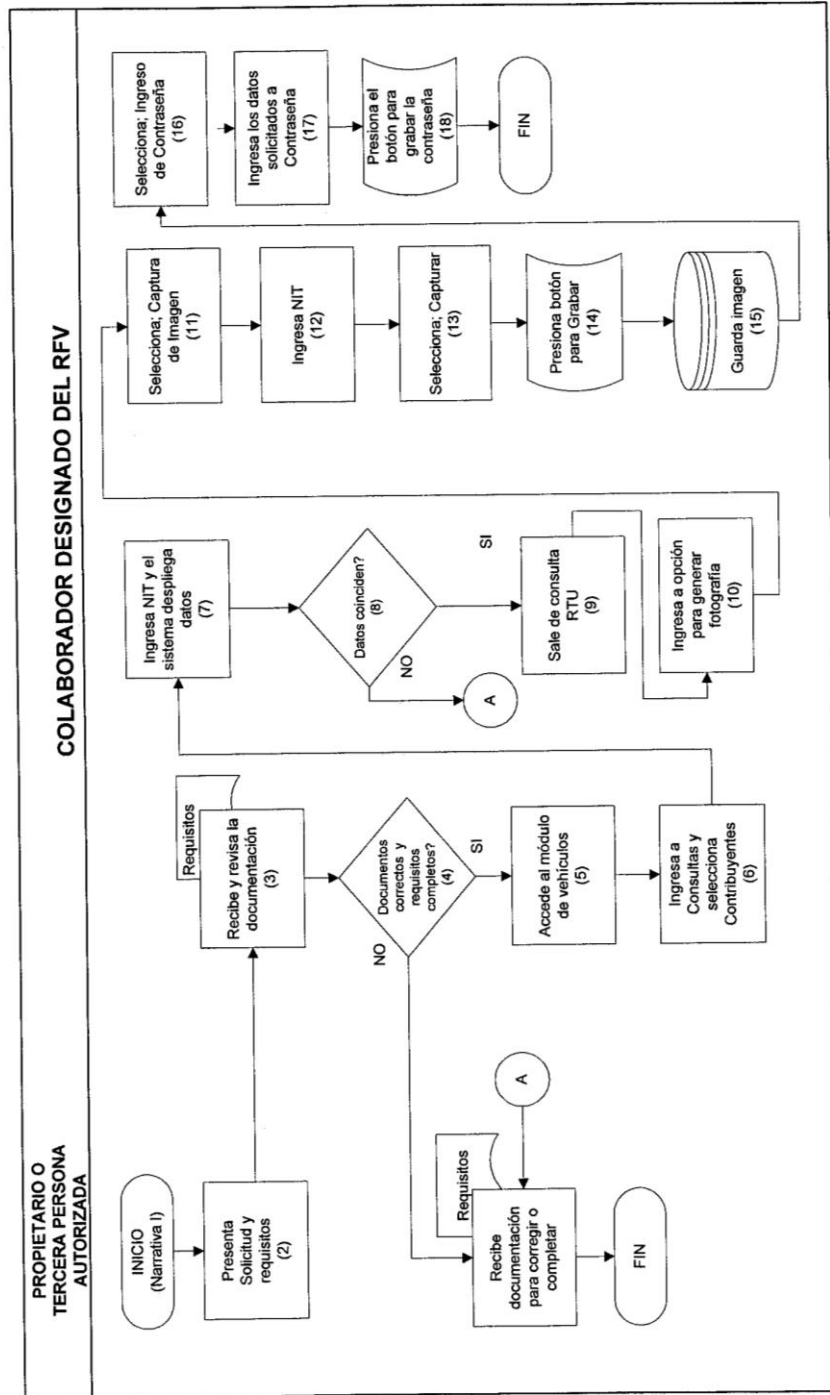 PROPIETARIO O
TERCERA PERSONA
AUTORIZADA
COLABORADOR DESIGNADO DEL RFV
INICIO
(Narrativa I)
Presenta
Solicitud y
requisitos
(2)
Requisitos
Recibe y revisa la
documentación
(3)
Documentos
correctos y
requisitos
completos?
(4)
NO
SI
Requisitos
Recibe
documentación
para corregir o
completar
A
FIN
Accede al módulo
de vehículos
(5)
Ingresa a
Consultas y
selecciona
Contribuyentes
(6)
Ingresa NIT y el
sistema despliega
datos
(7)
Datos coinciden?
(8)
NO
SI
A
Sale de consulta
RTU
(9)
Ingresa a opción
para generar
fotografía
(10)
Selecciona; Captura
de Imagen
(11)
Ingresa NIT
(12)
Selecciona; Capturar
(13)
Presiona botón
para Grabar
(14)
Guarda imagen
(15)
Selecciona; Ingreso
de Contraseña
(16)
Ingresa los datos
solicitados a
Contraseña
(17)
Presiona el
botón para
grabar la
contraseña
(18)
FIN